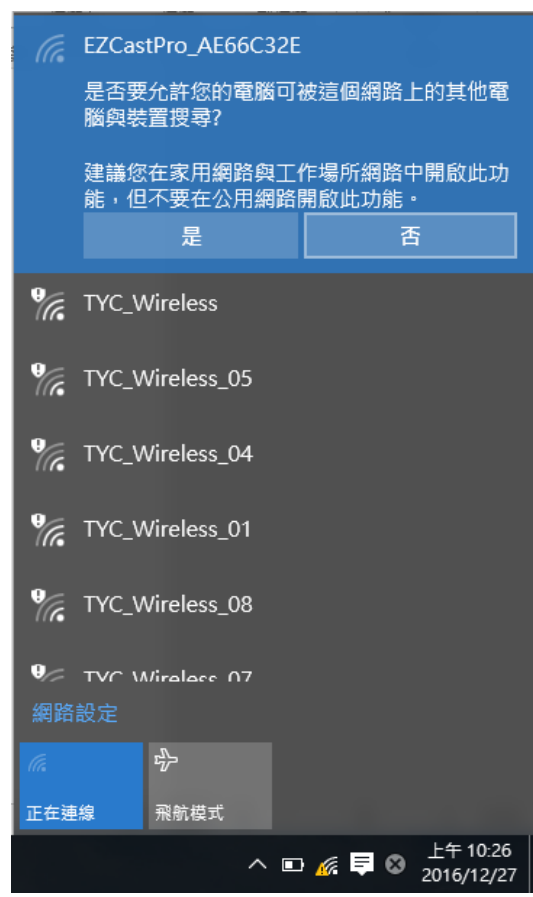 EZCastPro_AE66C32E
是否要允許您的電腦可被這個網路上的其他電
腦與裝置搜尋?
建議您在家用網路與工作場所網路中開啟此功
能，但不要在公用網路開啟此功能。
是
否
TYC_Wireless
TYC_Wireless_05
TYC_Wireless_04
TYC_Wireless_01
TYC_Wireless_08
TYC_Wireless_07
網路設定
正在連線
飛航模式
上午 10:26
2016/12/27